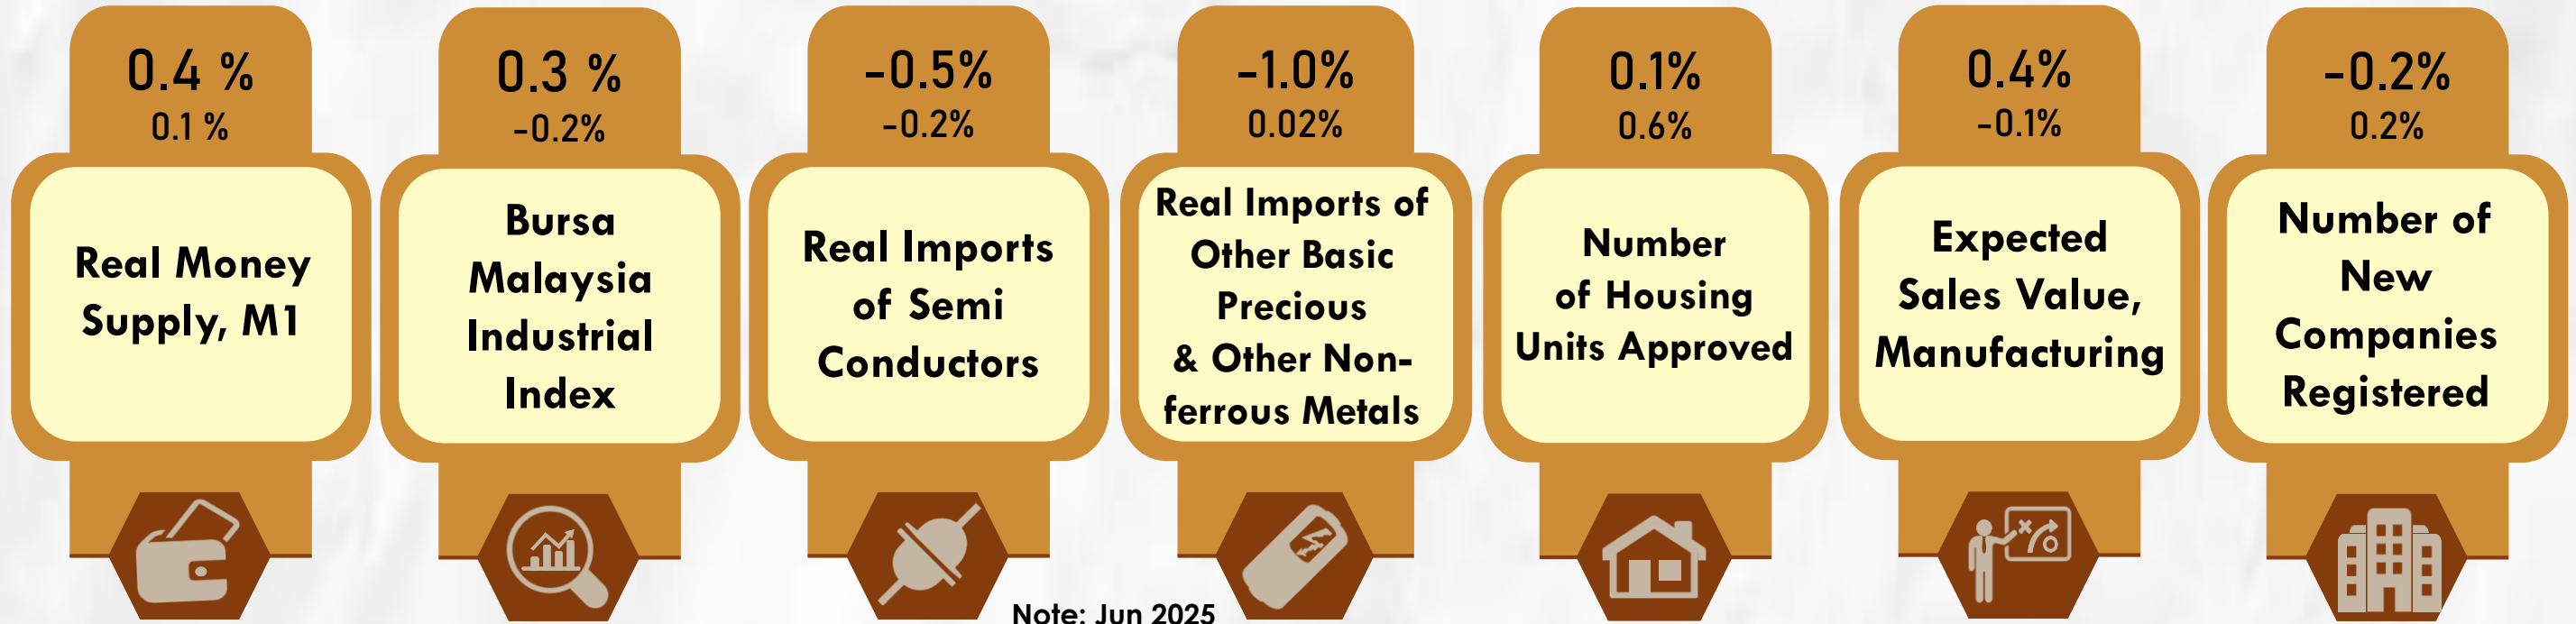 0.4 %
0.1 %
Real Money
Supply, M1
0.3 %
-0.2%
Bursa
Malaysia
Industrial
Index
-0.5%
-0.2%
Real Imports
of Semi
Conductors
-1.0%
0.02%
Real Imports of
Other Basic
Precious
& Other Non-
ferrous Metals
0.1%
0.6%
Number
of Housing
Units Approved
0.4%
-0.1%
Expected
Sales Value,
Manufacturing
-0.2%
0.2%
Number of
New
Companies
Registered
Note: Jun 2025